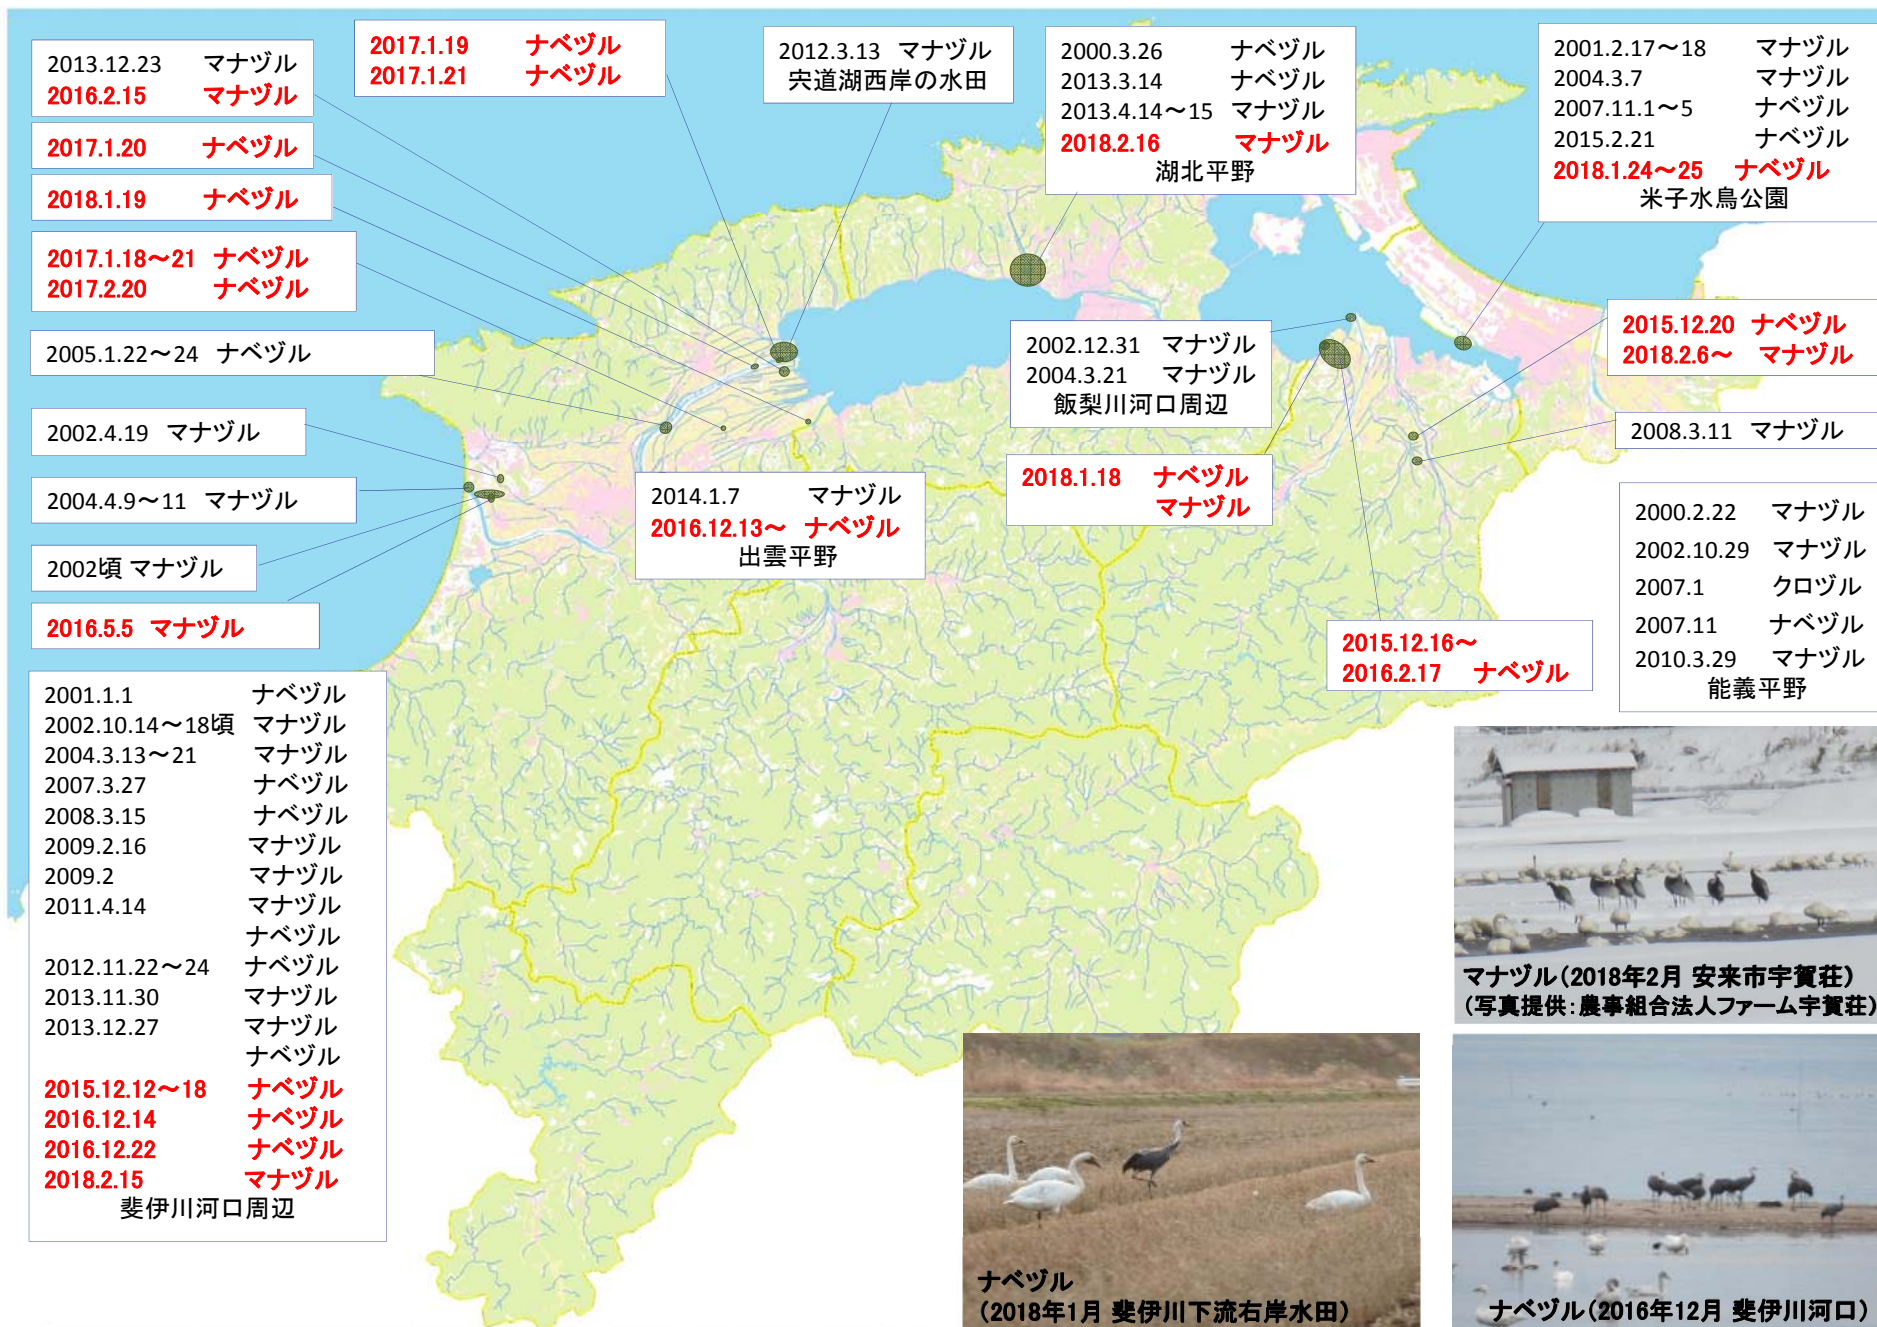 2013.12.23 マナヅル
2016.2.15 マナヅル
2017.1.20 ナベヅル
2018.1.19 ナベヅル
2017.1.18～21 ナベヅル
2017.2.20 ナベヅル
2005.1.22～24 ナベヅル
2002.4.19 マナヅル
2004.4.9～11 マナヅル
2002頃 マナヅル
2016.5.5 マナヅル
2001.1.1 ナベヅル
2002.10.14～18頃 マナヅル
2004.3.13～21 マナヅル
2007.3.27 ナベヅル
2008.3.15 ナベヅル
2009.2.16 マナヅル
2009.2 マナヅル
2011.4.14 マナヅル
ナベヅル
2012.11.22～24 ナベヅル
2013.11.30 マナヅル
2013.12.27 マナヅル
ナベヅル
2015.12.12～18 ナベヅル
2016.12.14 ナベヅル
2016.12.22 ナベヅル
2018.2.15 マナヅル
斐伊川河口周辺
2017.1.19 ナベヅル
2017.1.21 ナベヅル
2012.3.13 マナヅル
宍道湖西岸の水田
2000.3.26 ナベヅル
2013.3.14 ナベヅル
2013.4.14～15 マナヅル
2018.2.16 マナヅル
湖北平野
2001.2.17～18 マナヅル
2004.3.7 マナヅル
2007.11.1～5 ナベヅル
2015.2.21 ナベヅル
2018.1.24～25 ナベヅル
米子水鳥公園
2002.12.31 マナヅル
2004.3.21 マナヅル
飯梨川河口周辺
2015.12.20 ナベヅル
2018.2.6～ マナヅル
2008.3.11 マナヅル
2018.1.18 ナベヅル
マナヅル
2014.1.7 マナヅル
2016.12.13～ ナベヅル
出雲平野
2000.2.22 マナヅル
2002.10.29 マナヅル
2007.1 クロヅル
2007.11 ナベヅル
2010.3.29 マナヅル
能義平野
2015.12.16～
2016.2.17 ナベヅル
マナヅル（2018年2月 安来市宇賀荘）
（写真提供：農事組合法人ファーム宇賀荘）
ナベヅル
（2018年1月 斐伊川下流右岸水田）
ナベヅル（2016年12月 斐伊川河口）